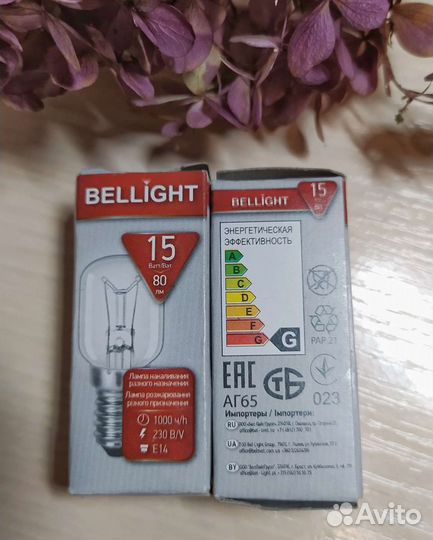 BELLIGHT
15
Ватт/Ват
80
лм
Лампа накаливания
разного назначения
Лампа розжарювання
різного призначення
1000 ч/h
230 В/V
E14
BELLIGHT
15
ЭНЕРГЕТИЧЕСКАЯ
ЭФФЕКТИВНОСТЬ
A
B
C
D
E
F
G
G
PAP 21
EAC
АГ65
023
Импортеры / Імпортери:
RU
UA
BY
Avito